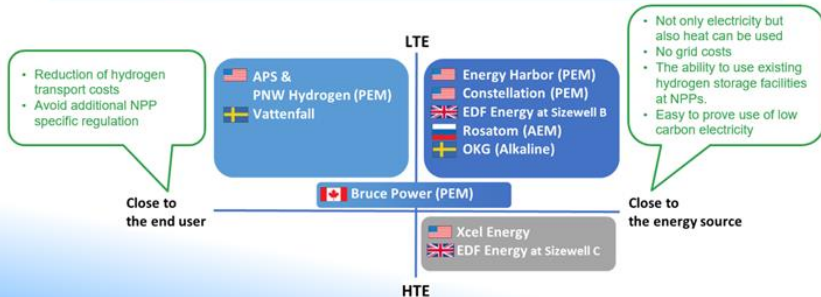 LTE
• Reduction of hydrogen
transport costs
• Avoid additional NPP
specific regulation
APS &
PNW Hydrogen (PEM)
Vattenfall
Energy Harbor (PEM)
Constellation (PEM)
EDF Energy at Sizewell B
Rosatom (AEM)
OKG (Alkaline)
• Not only electricity but
also heat can be used
• No grid costs
• The ability to use existing
hydrogen storage facilities
at NPPs.
• Easy to prove use of low
carbon electricity
Close to
the end user
Bruce Power (PEM)
Close to
the energy source
Xcel Energy
EDF Energy at Sizewell C
HTE